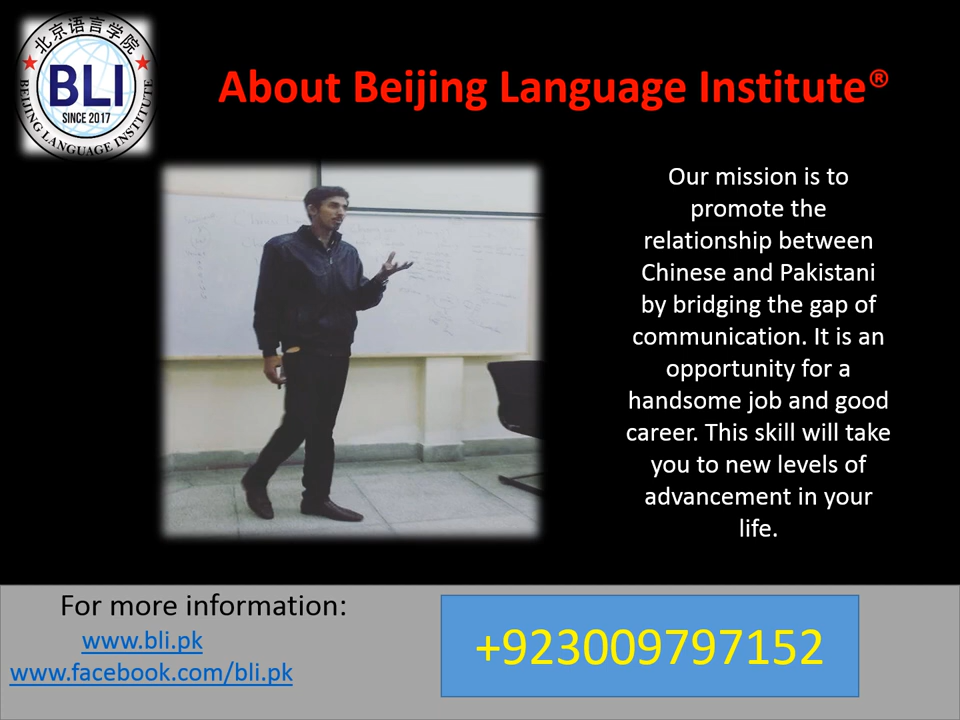 北京语言学院
BLI
SINCE 2017
BEIJING LANGUAGE INSTITUTE
About Beijing Language Institute®
Our mission is to
promote the
relationship between
Chinese and Pakistani
by bridging the gap of
communication. It is an
opportunity for a
handsome job and good
career. This skill will take
you to new levels of
advancement in your
life.
For more information:
www.bli.pk
www.facebook.com/bli.pk
+923009797152